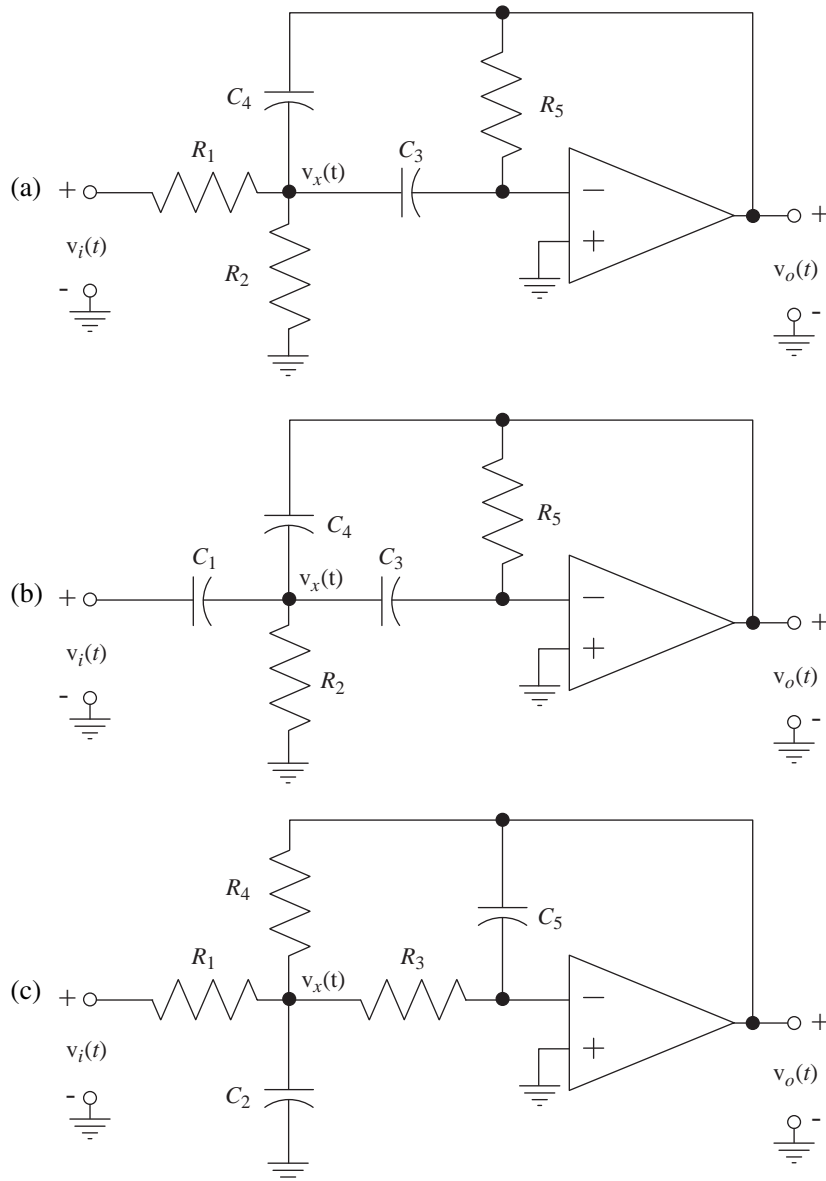 C4
R5
R1
C3
vx(t)
(a)
+
−
+
+
vi(t)
R2
vo(t)
-
-
C4
R5
C1
C3
vx(t)
(b)
+
−
+
+
vi(t)
R2
vo(t)
-
-
R4
C5
R1
R3
vx(t)
(c)
+
−
+
+
vi(t)
C2
vo(t)
-
-